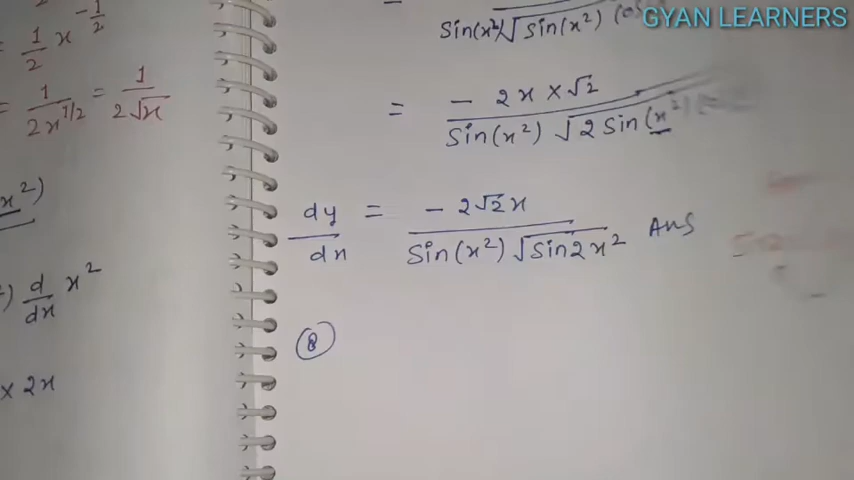 GYAN LEARNERS
= 1/2 x^(-1/2)
= 1/(2x^(1/2)) = 1/(2√x)
x²)
) d/dx x²
× 2x
Sin(x²)√Sin(x²)
= - 2x × √2 / Sin(x²) √2 Sin(x²)
dy/dx = - 2√2x / Sin(x²) √Sin2x² Ans
8